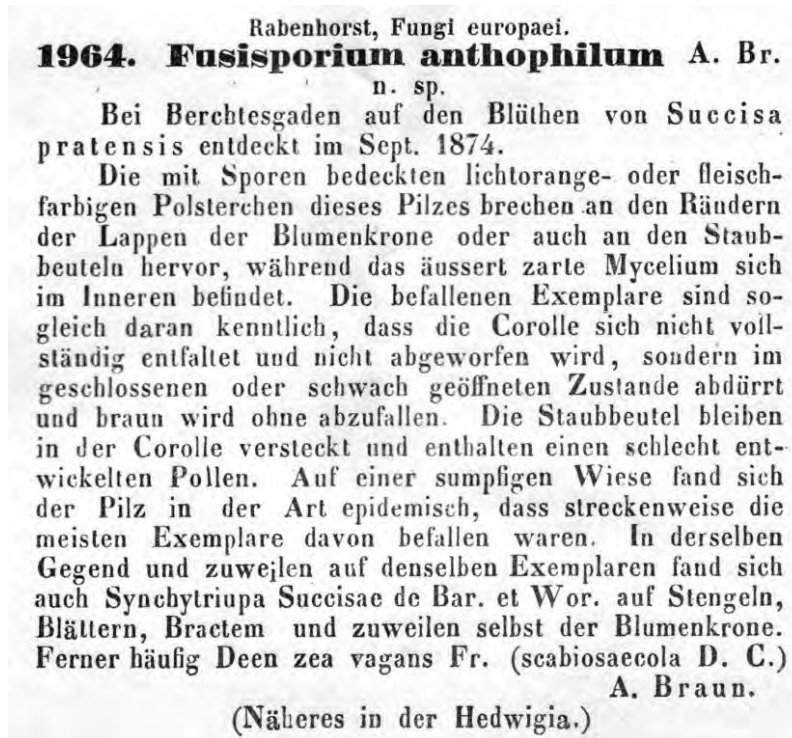 Rabenhorst, Fungi europaei.
1964. Fusisporium anthophilum A. Br.
n. sp.
Bei Berchtesgaden auf den Blüthen von Succisa
pratensis entdeckt im Sept. 1874.
Die mit Sporen bedeckten lichtorange- oder fleisch-
farbigen Polsterchen dieses Pilzes brechen an den Rändern
der Lappen der Blumenkrone oder auch an den Staub-
beuteln hervor, während das äussert zarte Mycelium sich
im Inneren befindet. Die befallenen Exemplare sind so-
gleich daran kenntlich, dass die Corolle sich nicht voll-
ständig entfaltet und nicht abgeworfen wird, sondern im
geschlossenen oder schwach geöffneten Zustande abdürrt
und braun wird ohne abzufallen. Die Staubbeutel bleiben
in der Corolle versteckt und enthalten einen schlecht ent-
wickelten Pollen. Auf einer sumpfigen Wiese fand sich
der Pilz in der Art epidemisch, dass streckenweise die
meisten Exemplare davon befallen waren. In derselben
Gegend und zuweilen auf denselben Exemplaren fand sich
auch Synchytriupa Succisae de Bar. et Wor. auf Stengeln,
Blättern, Bractem und zuweilen selbst der Blumenkrone.
Ferner häufig Deen zea vagans Fr. (scabiosaecola D. C.)
A. Braun.
(Näheres in der Hedwigia.)